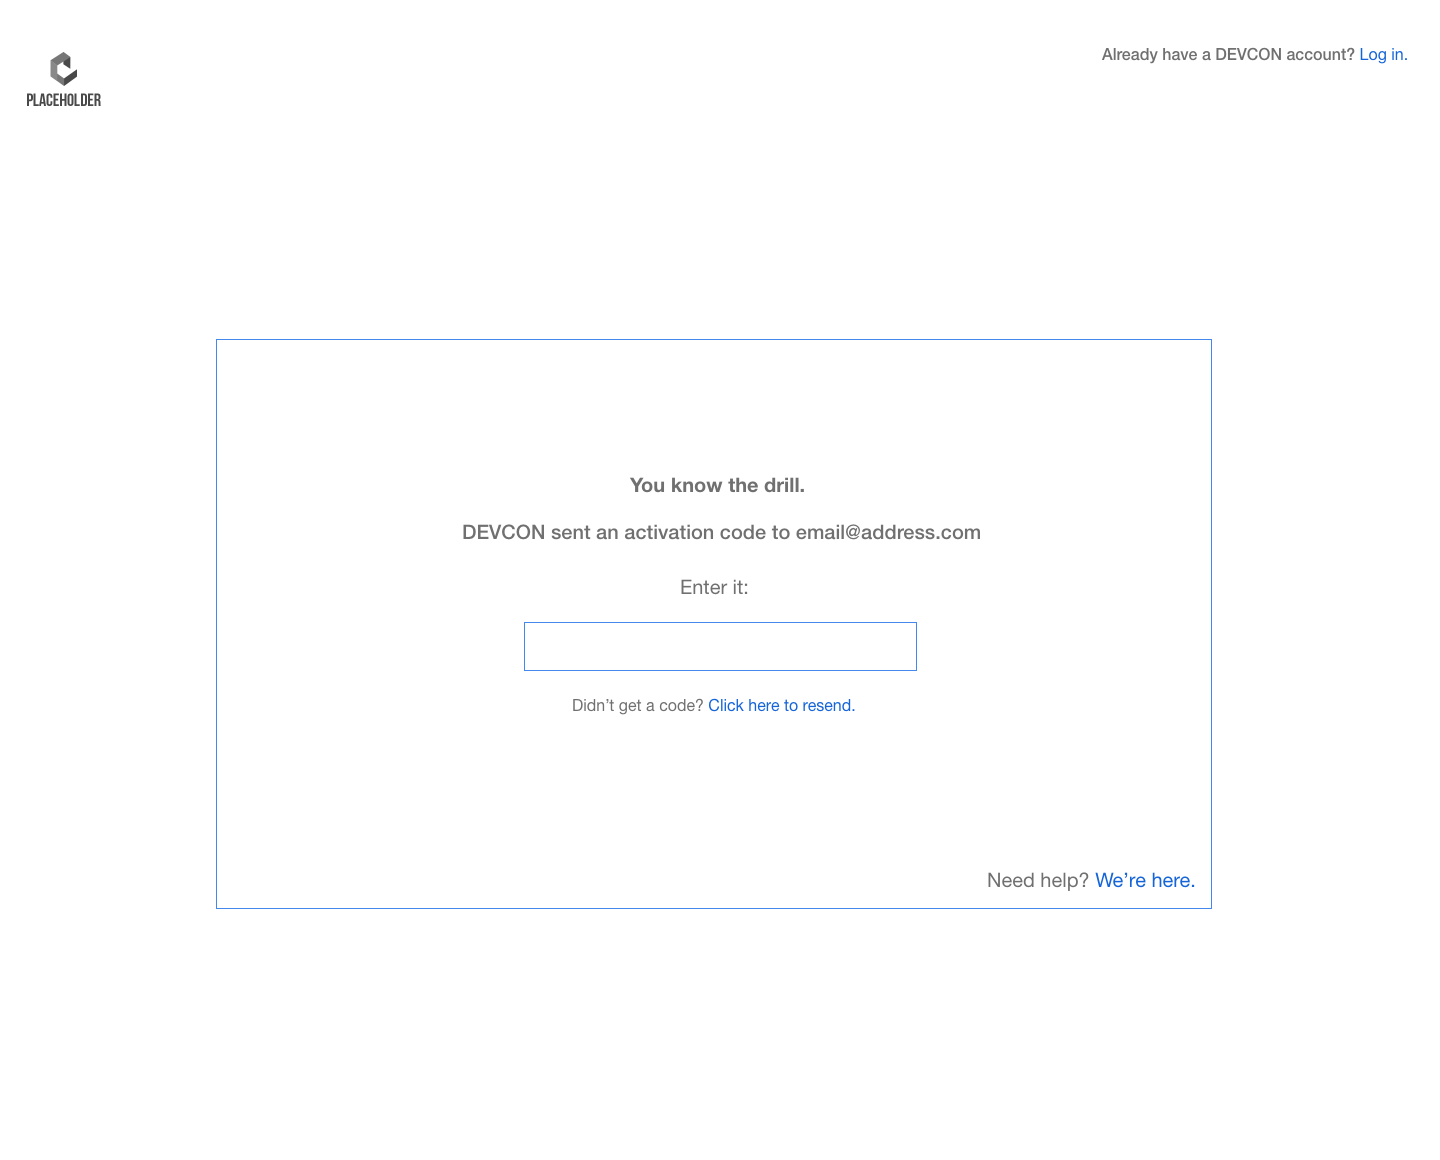 Already have a DEVCON account? Log in.
PLACEHOLDER
You know the drill.
DEVCON sent an activation code to email@address.com
Enter it:
Didn’t get a code? Click here to resend.
Need help? We’re here.